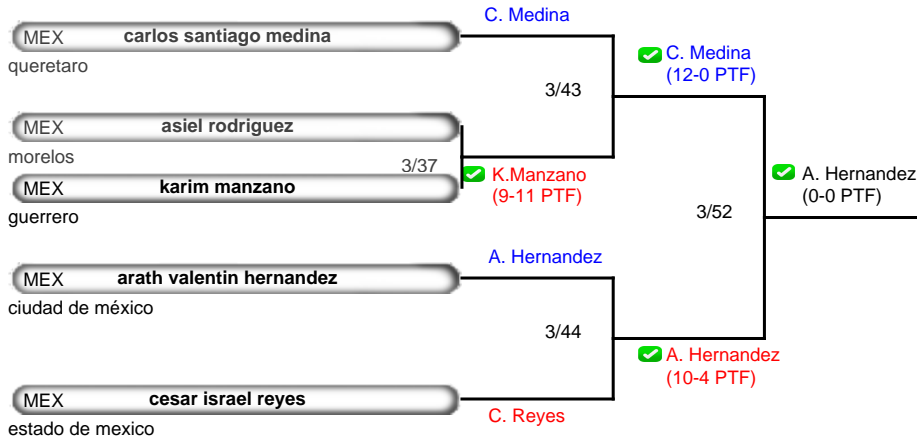 C. Medina
MEX carlos santiago medina
queretaro
C. Medina
(12-0 PTF)
3/43
MEX asiel rodriguez
morelos
3/37
K.Manzano
(9-11 PTF)
MEX karim manzano
guerrero
A. Hernandez
(0-0 PTF)
3/52
A. Hernandez
MEX arath valentin hernandez
ciudad de méxico
3/44
A. Hernandez
(10-4 PTF)
MEX cesar israel reyes
C. Reyes
estado de mexico